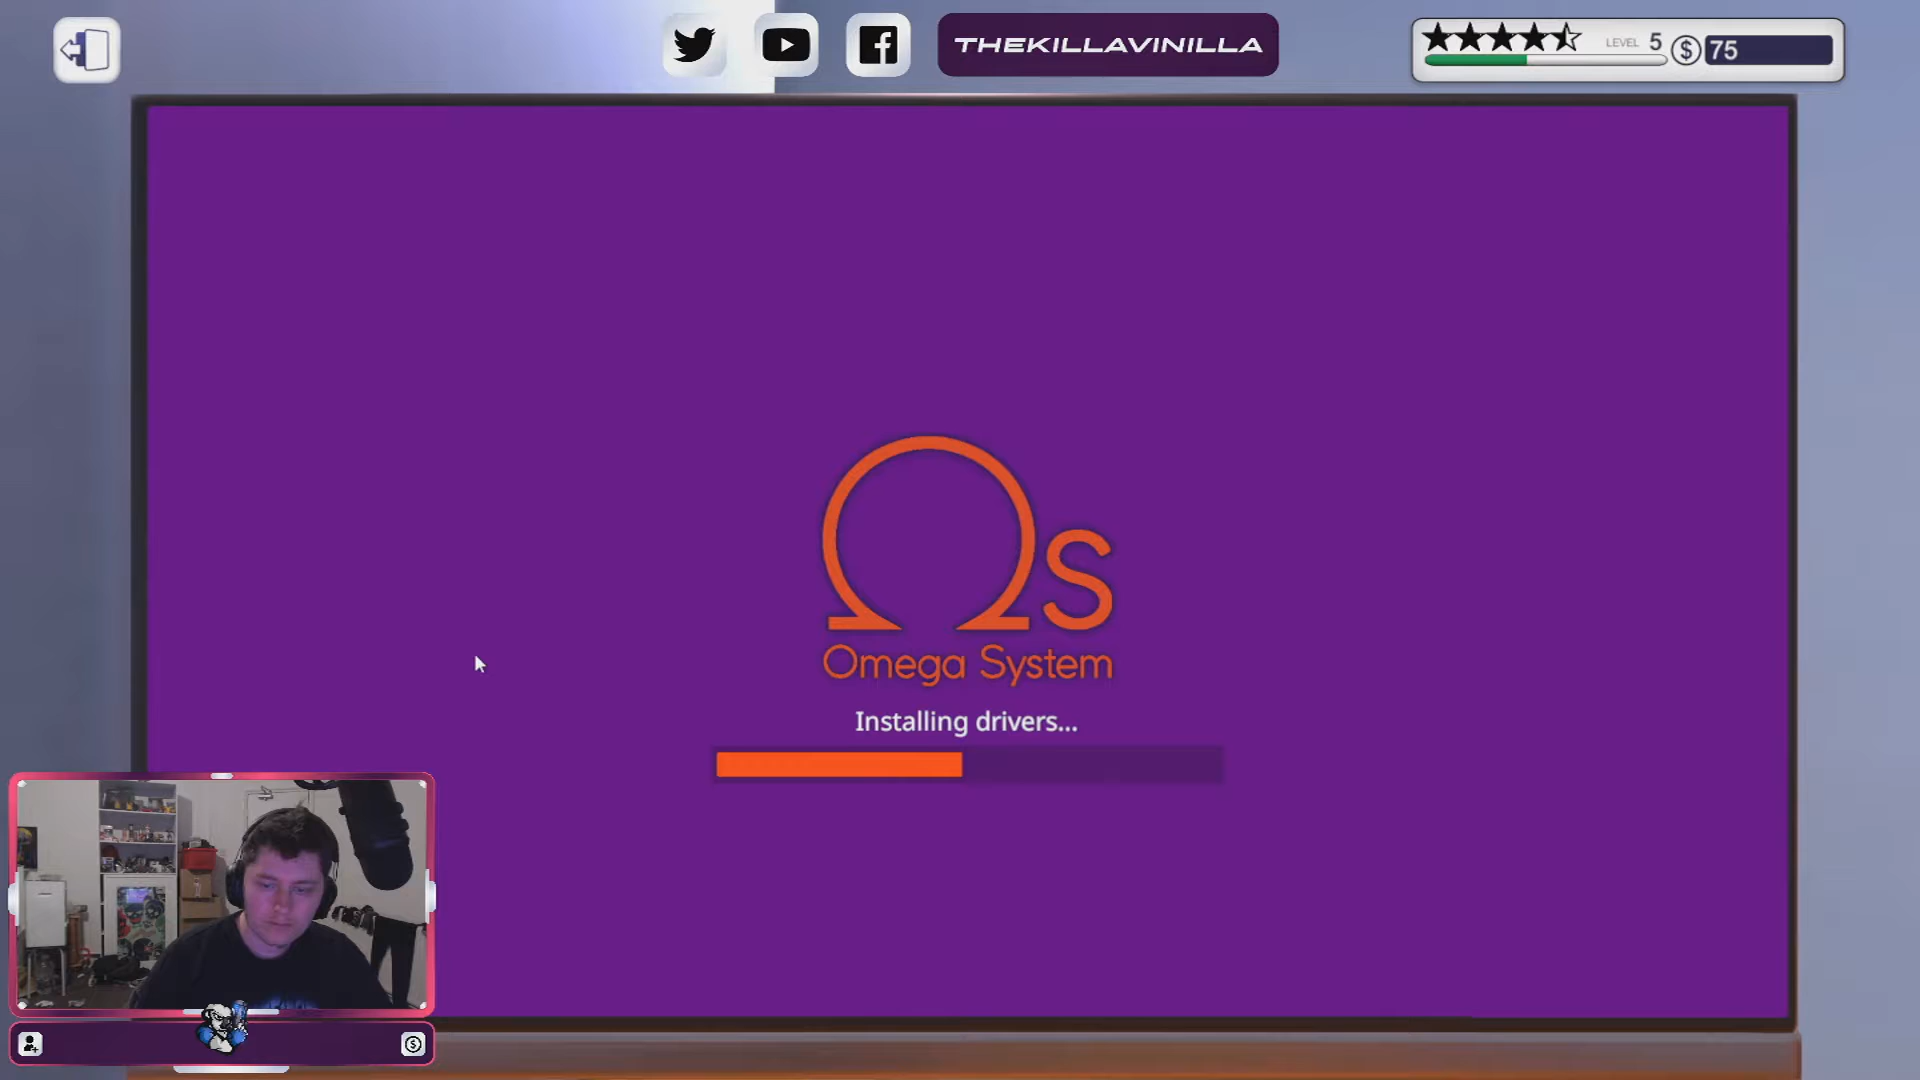 THEKILLAVINILLA
LEVEL 5
$ 75
Ωs
Omega System
Installing drivers...